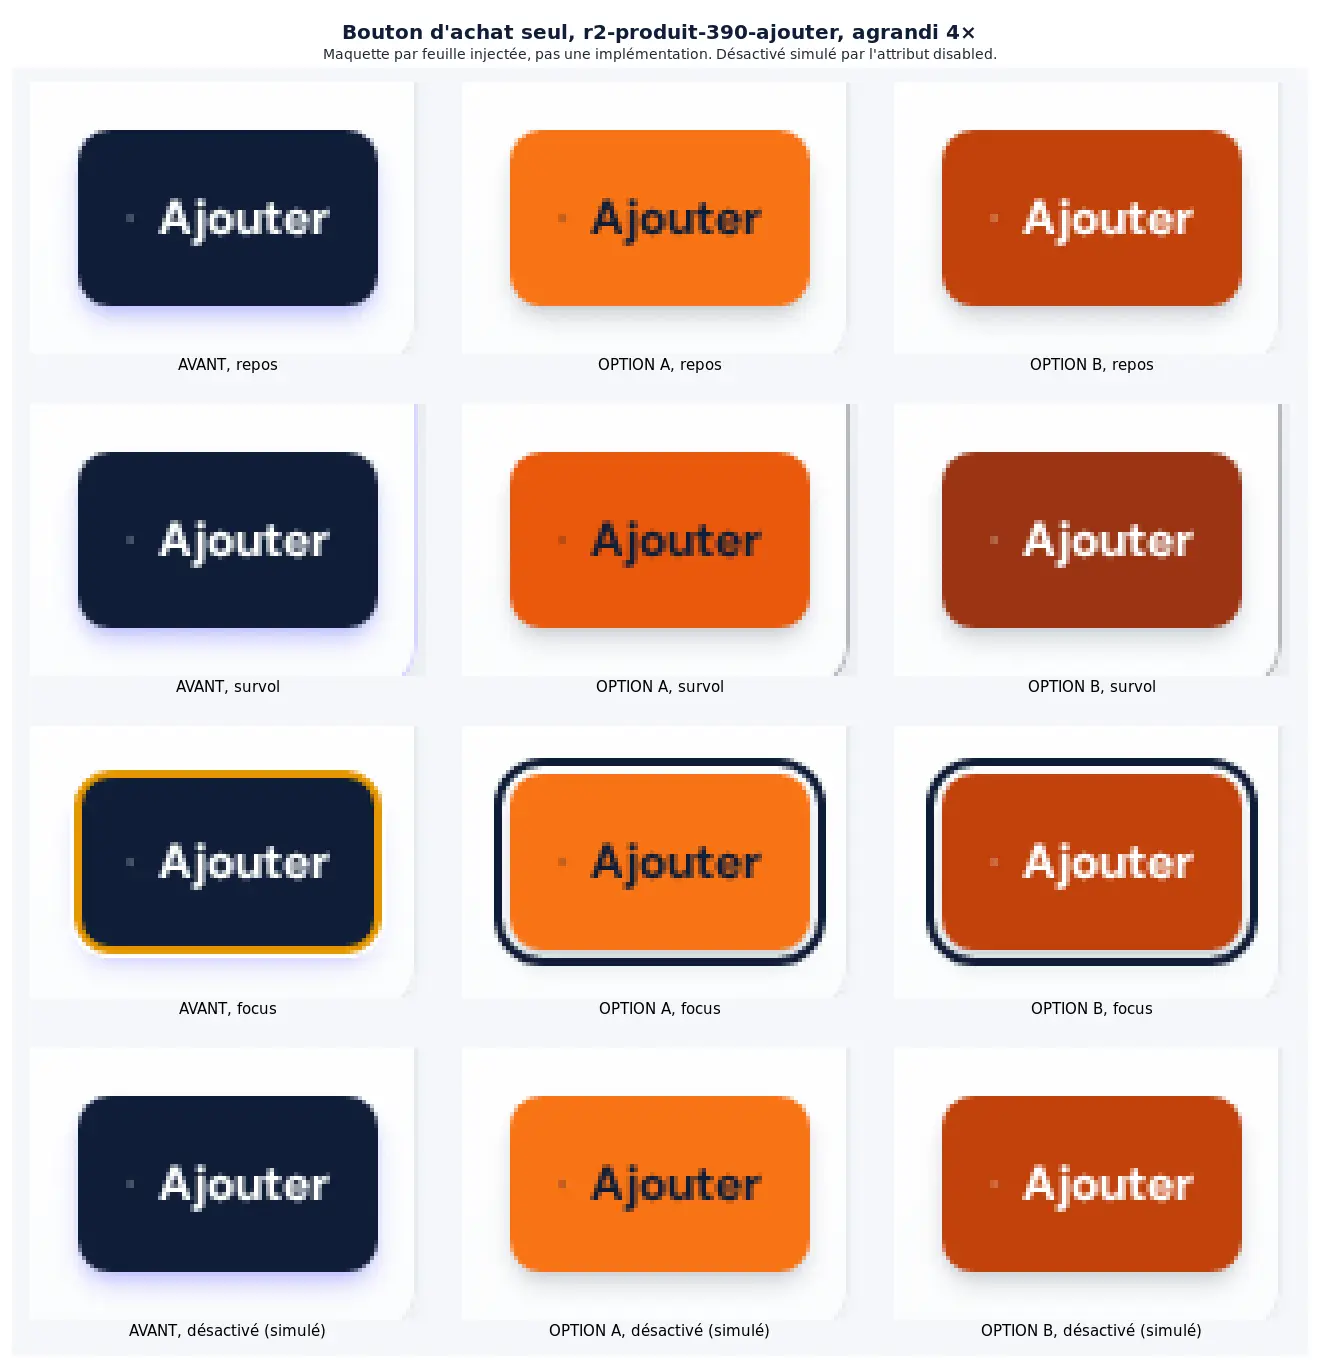 Bouton d'achat seul, r2-produit-390-ajouter, agrandi 4×
Maquette par feuille injectée, pas une implémentation. Désactivé simulé par l'attribut disabled.
Ajouter
Ajouter
Ajouter
AVANT, repos
OPTION A, repos
OPTION B, repos
Ajouter
Ajouter
Ajouter
AVANT, survol
OPTION A, survol
OPTION B, survol
Ajouter
Ajouter
Ajouter
AVANT, focus
OPTION A, focus
OPTION B, focus
Ajouter
Ajouter
Ajouter
AVANT, désactivé (simulé)
OPTION A, désactivé (simulé)
OPTION B, désactivé (simulé)